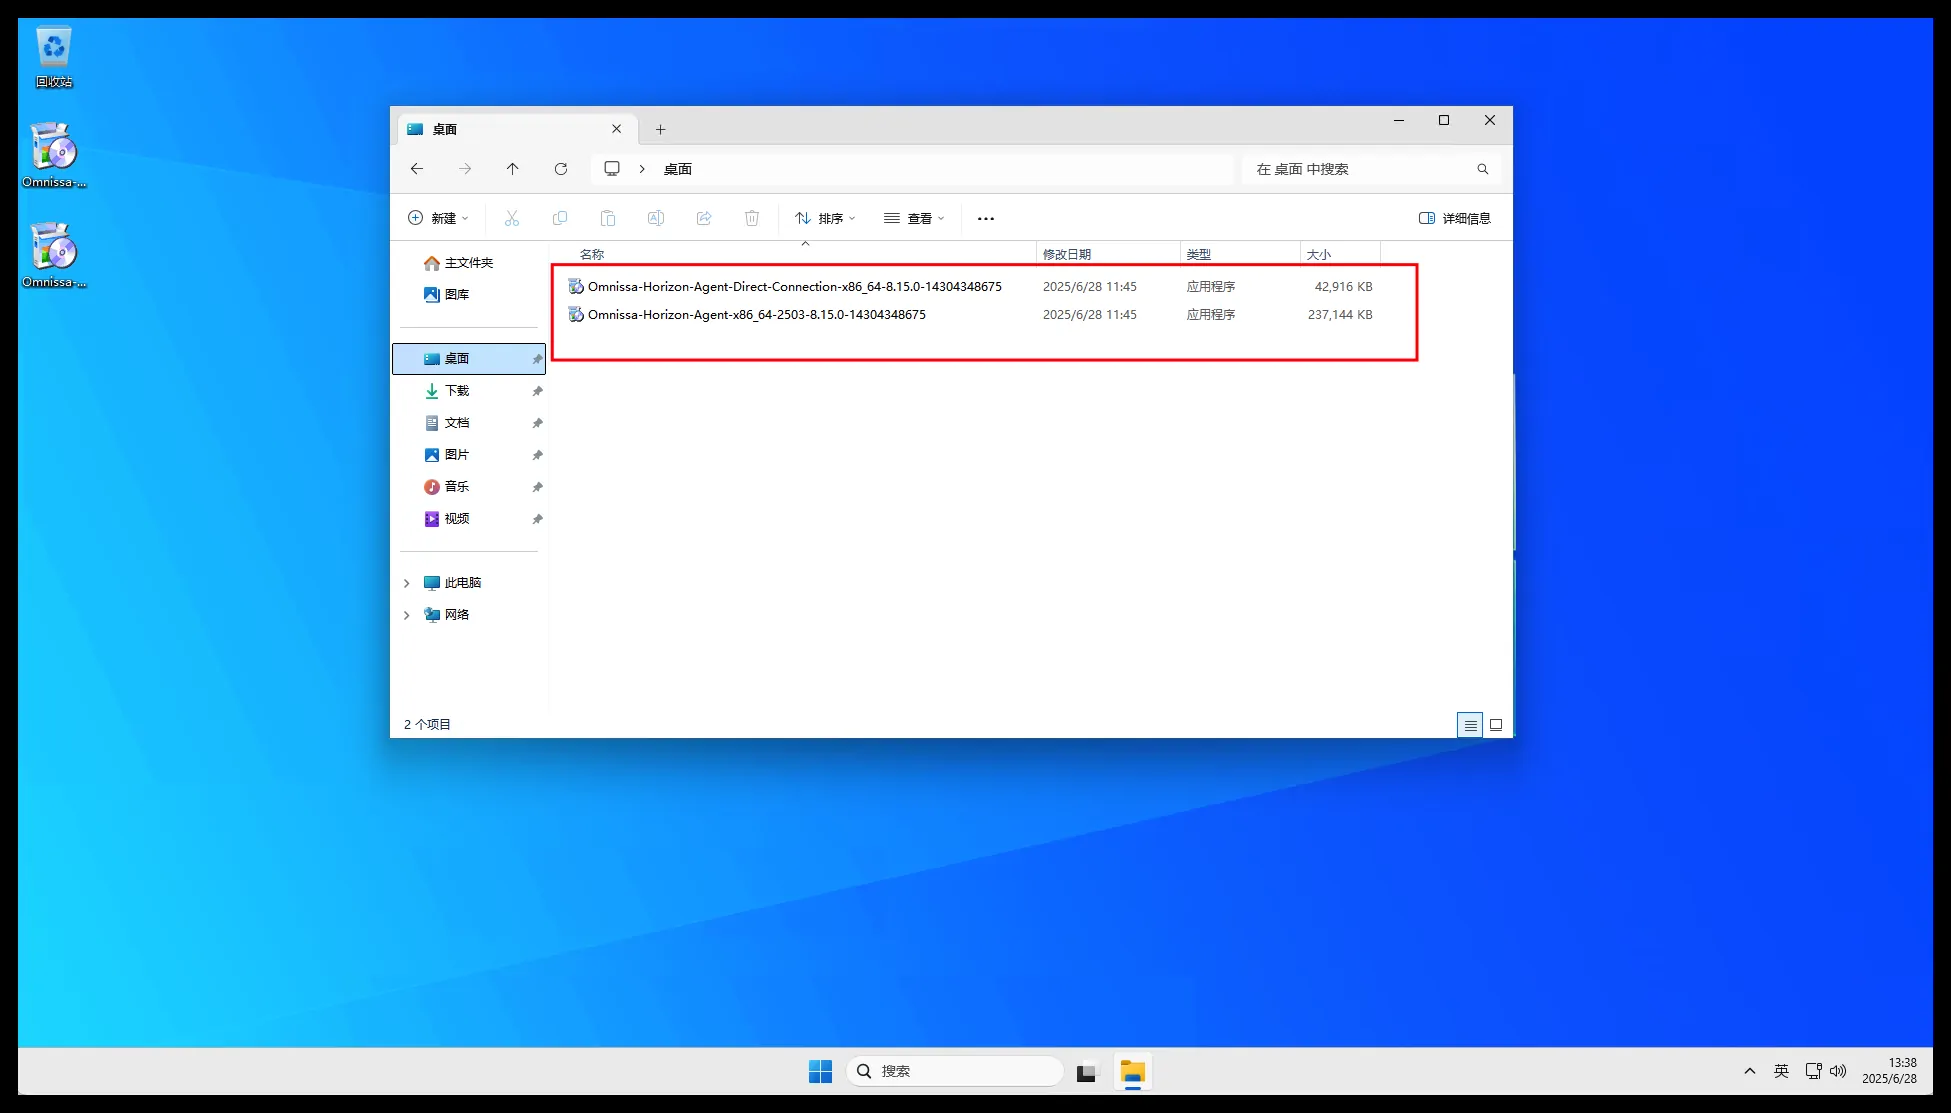 回收站
Omnissa-...
Omnissa-...
桌面
桌面
在 桌面 中搜索
新建
排序
查看
详细信息
名称 修改日期 类型 大小
Omnissa-Horizon-Agent-Direct-Connection-x86_64-8.15.0-14304348675 2025/6/28 11:45 应用程序 42,916 KB
Omnissa-Horizon-Agent-x86_64-2503-8.15.0-14304348675 2025/6/28 11:45 应用程序 237,144 KB
主文件夹
图库
桌面
下载
文档
图片
音乐
视频
此电脑
网络
2 个项目
搜索
英
13:38
2025/6/28